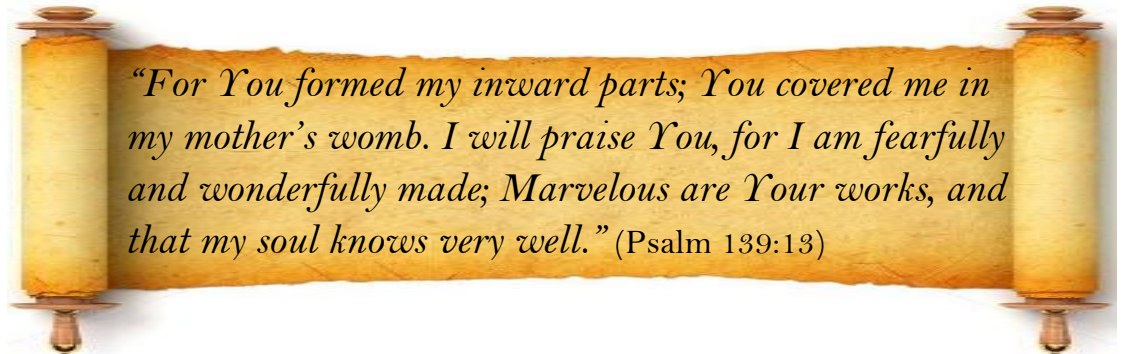 “For You formed my inward parts; You covered me in
my mother’s womb. I will praise You, for I am fearfully
and wonderfully made; Marvelous are Your works, and
that my soul knows very well.” (Psalm 139:13)